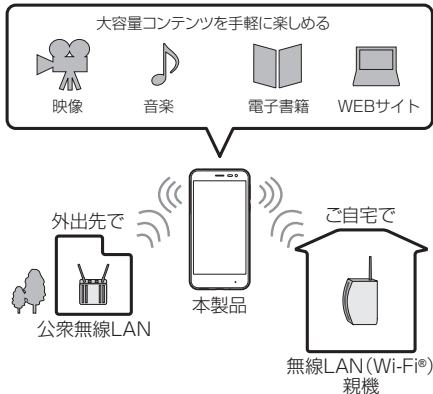 大容量コンテンツを手軽に楽しめる
映像
音楽
電子書籍
WEBサイト
外出先で
ご自宅で
公衆無線LAN
本製品
無線LAN（Wi-Fi®）
親機